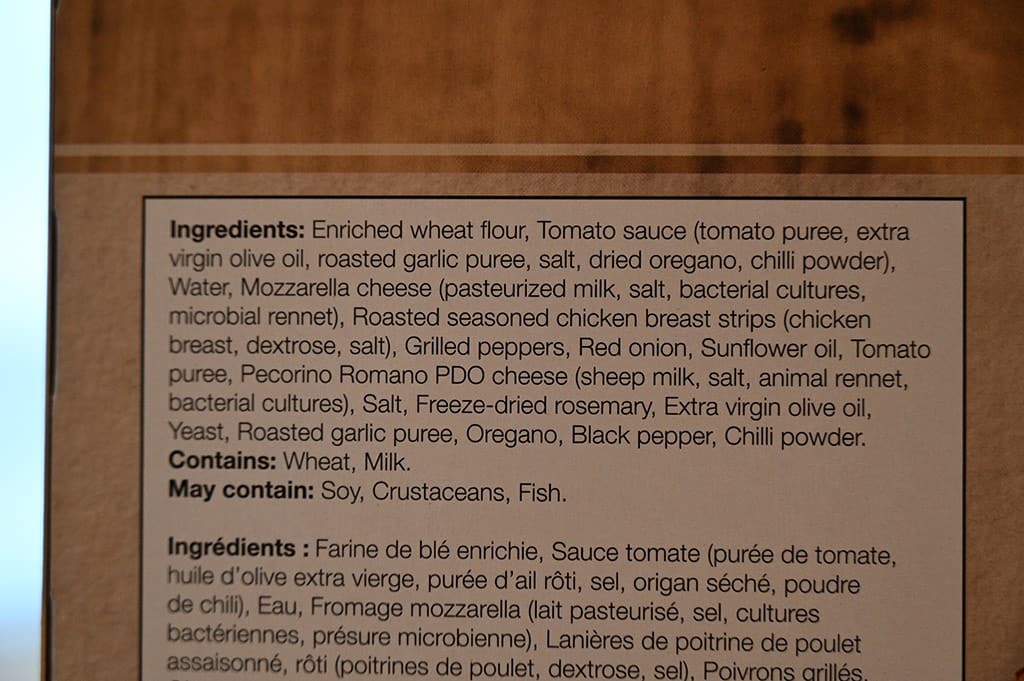 Ingredients: Enriched wheat flour, Tomato sauce (tomato puree, extra
virgin olive oil, roasted garlic puree, salt, dried oregano, chilli powder),
Water, Mozzarella cheese (pasteurized milk, salt, bacterial cultures,
microbial rennet), Roasted seasoned chicken breast strips (chicken
breast, dextrose, salt), Grilled peppers, Red onion, Sunflower oil, Tomato
puree, Pecorino Romano PDO cheese (sheep milk, salt, animal rennet,
bacterial cultures), Salt, Freeze-dried rosemary, Extra virgin olive oil,
Yeast, Roasted garlic puree, Oregano, Black pepper, Chilli powder.
Contains: Wheat, Milk.
May contain: Soy, Crustaceans, Fish.
Ingrédients : Farine de blé enrichie, Sauce tomate (purée de tomate,
huile d'olive extra vierge, purée d'ail rôti, sel, origan séché, poudre
de chili), Eau, Fromage mozzarella (lait pasteurisé, sel, cultures
bactériennes, présure microbienne), Lanières de poitrine de poulet
assaisonné, rôti (poitrines de poulet, dextrose, sel), Poivrons grillés,